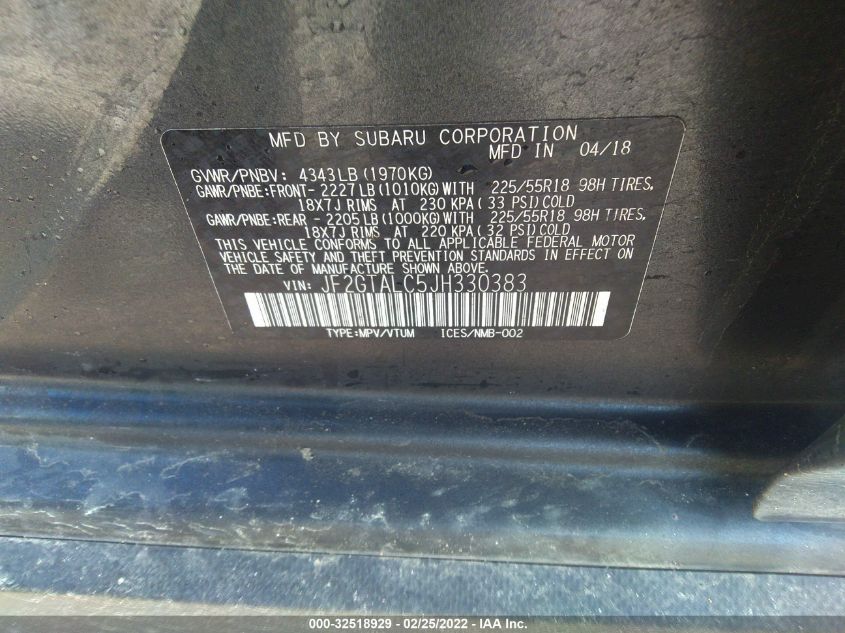 MFD BY SUBARU CORPORATION
MFD IN 04/18
GVWR/PNBV: 4343LB (1970KG)
GAWR/PNBE:FRONT- 2227LB (1010KG) WITH 225/55R18 98H TIRES,
18X7J RIMS AT 230 KPA ( 33 PSI) COLD
GAWR/PNBE:REAR - 2205LB (1000KG) WITH 225/55R18 98H TIRES,
18X7J RIMS AT 220 KPA ( 32 PSI) COLD
THIS VEHICLE CONFORMS TO ALL APPLICABLE FEDERAL MOTOR
VEHICLE SAFETY AND THEFT PREVENTION STANDARDS IN EFFECT ON
THE DATE OF MANUFACTURE SHOWN ABOVE.
VIN: JF2GTALC5JH330383
TYPE:MPV/VTUM ICES/NMB-002
000-32518929 - 02/25/2022 - IAA Inc.